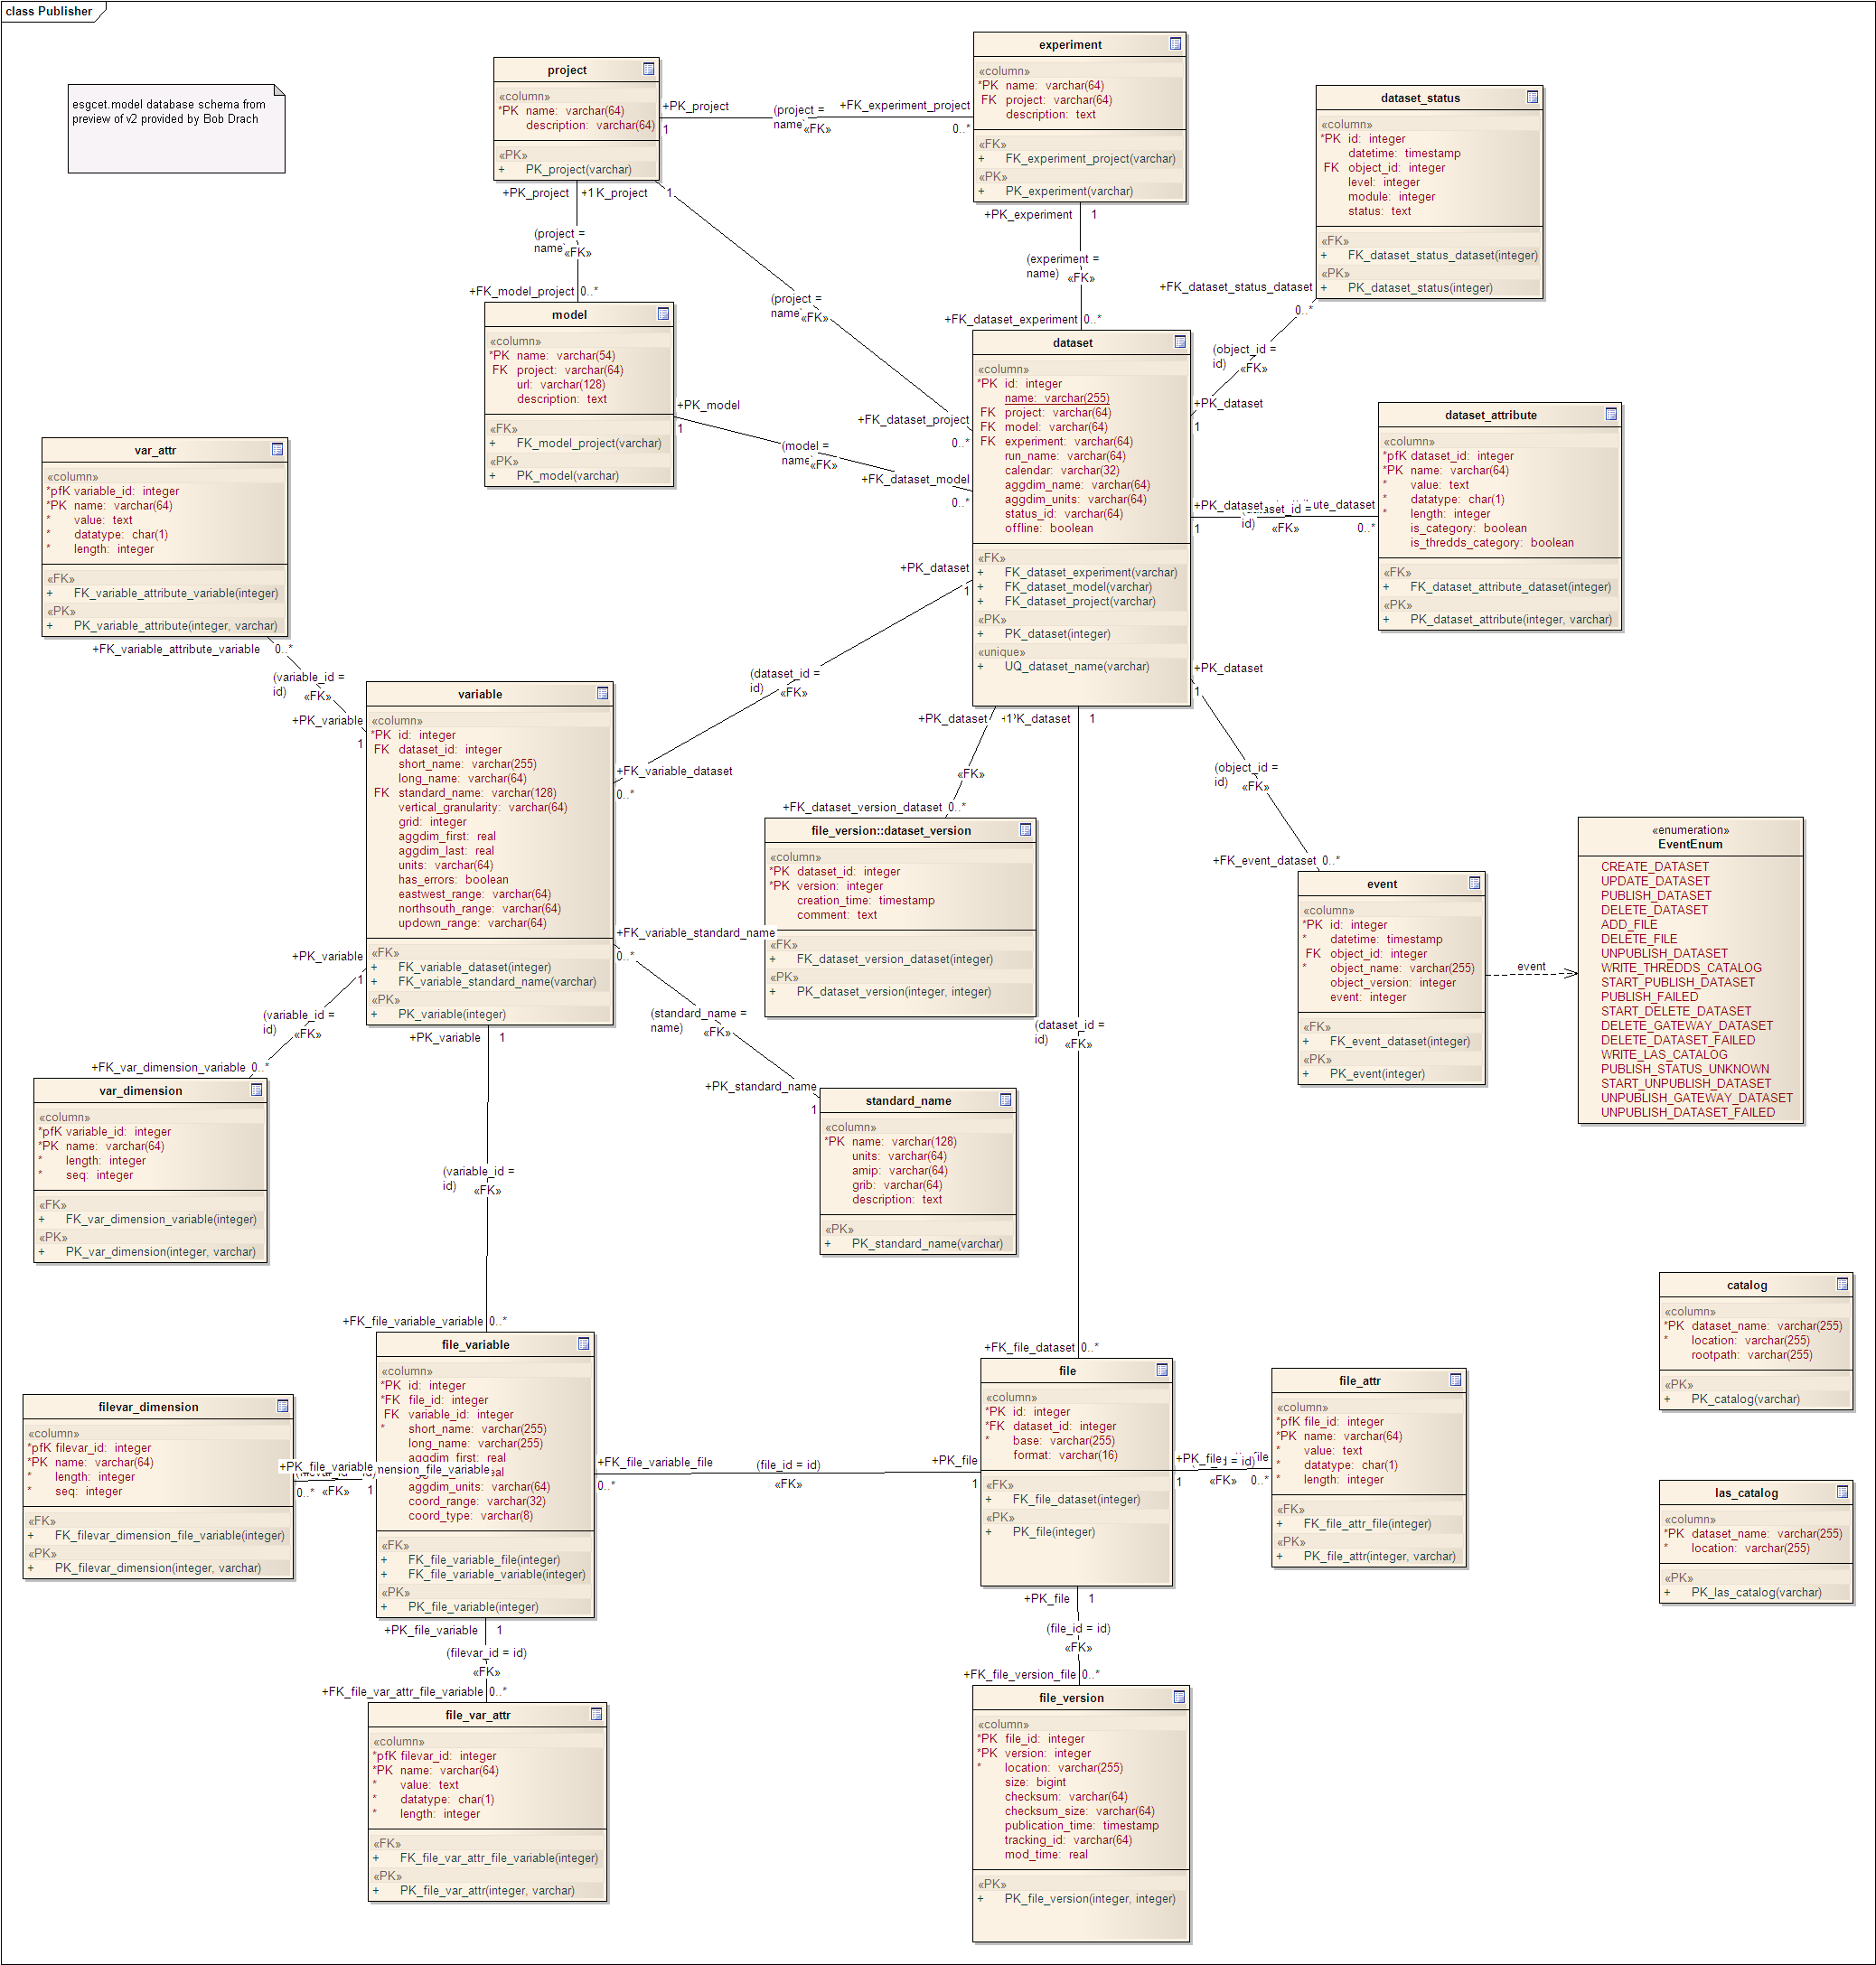 class Publisher
esgcet.model database schema from
preview of v2 provided by Bob Drach
project
«column»
*PK name: varchar(64)
description: varchar(64)
«PK»
+ PK_project(varchar)
+PK_project
1
(project =
name)
«FK»
+FK_experiment_project
0..*
experiment
«column»
*PK name: varchar(64)
FK project: varchar(64)
description: text
«FK»
+ FK_experiment_project(varchar)
«PK»
+ PK_experiment(varchar)
dataset_status
«column»
*PK id: integer
datetime: timestamp
FK object_id: integer
level: integer
module: integer
status: text
«FK»
+ FK_dataset_status_dataset(integer)
«PK»
+ PK_dataset_status(integer)
+PK_project
+1
K_project
1
(project =
name)
«FK»
+FK_model_project 0..*
(project =
name)
«FK»
+FK_dataset_project
0..*
+PK_experiment 1
(experiment =
name)
«FK»
+FK_dataset_experiment 0..*
+FK_dataset_status_dataset
0..*
(object_id =
id)
«FK»
+PK_dataset
1
model
«column»
*PK name: varchar(54)
FK project: varchar(64)
url: varchar(128)
description: text
«FK»
+ FK_model_project(varchar)
«PK»
+ PK_model(varchar)
+PK_model
1
(model =
name)
«FK»
+FK_dataset_model
0..*
dataset
«column»
*PK id: integer
name: varchar(255)
FK project: varchar(64)
FK model: varchar(64)
FK experiment: varchar(64)
run_name: varchar(64)
calendar: varchar(32)
aggdim_name: varchar(64)
aggdim_units: varchar(64)
status_id: varchar(64)
offline: boolean
«FK»
+ FK_dataset_experiment(varchar)
+ FK_dataset_model(varchar)
+ FK_dataset_project(varchar)
«PK»
+ PK_dataset(integer)
«unique»
+ UQ_dataset_name(varchar)
+PK_dataset
1
id)
«FK»
ute_dataset
0..*
dataset_attribute
«column»
*pfK dataset_id: integer
*PK name: varchar(64)
* value: text
* datatype: char(1)
* length: integer
is_category: boolean
is_thredds_category: boolean
«FK»
+ FK_dataset_attribute_dataset(integer)
«PK»
+ PK_dataset_attribute(integer, varchar)
var_attr
«column»
*pfK variable_id: integer
*PK name: varchar(64)
* value: text
* datatype: char(1)
* length: integer
«FK»
+ FK_variable_attribute_variable(integer)
«PK»
+ PK_variable_attribute(integer, varchar)
+FK_variable_attribute_variable 0..*
(variable_id =
id)
«FK»
+PK_variable
1
+PK_dataset
1
(dataset_id =
id)
«FK»
+FK_variable_dataset
0..*
variable
«column»
*PK id: integer
FK dataset_id: integer
short_name: varchar(255)
long_name: varchar(64)
FK standard_name: varchar(128)
vertical_granularity: varchar(64)
grid: integer
aggdim_first: real
aggdim_last: real
units: varchar(64)
has_errors: boolean
eastwest_range: varchar(64)
northsouth_range: varchar(64)
updown_range: varchar(64)
«FK»
+ FK_variable_dataset(integer)
+ FK_variable_standard_name(varchar)
«PK»
+ PK_variable(integer)
+PK_dataset
+1
K_dataset
1
«FK»
+FK_dataset_version_dataset 0..*
file_version::dataset_version
«column»
*PK dataset_id: integer
*PK version: integer
creation_time: timestamp
comment: text
«FK»
+ FK_dataset_version_dataset(integer)
«PK»
+ PK_dataset_version(integer, integer)
+PK_dataset
1
(object_id =
id)
«FK»
+FK_event_dataset 0..*
event
«column»
*PK id: integer
* datetime: timestamp
FK object_id: integer
* object_name: varchar(255)
object_version: integer
event: integer
«FK»
+ FK_event_dataset(integer)
«PK»
+ PK_event(integer)
event
«enumeration»
EventEnum
CREATE_DATASET
UPDATE_DATASET
PUBLISH_DATASET
DELETE_DATASET
ADD_FILE
DELETE_FILE
UNPUBLISH_DATASET
WRITE_THREDDS_CATALOG
START_PUBLISH_DATASET
PUBLISH_FAILED
START_DELETE_DATASET
DELETE_GATEWAY_DATASET
DELETE_DATASET_FAILED
WRITE_LAS_CATALOG
PUBLISH_STATUS_UNKNOWN
START_UNPUBLISH_DATASET
UNPUBLISH_GATEWAY_DATASET
UNPUBLISH_DATASET_FAILED
+FK_variable_standard_name
0..*
(standard_name =
name)
«FK»
+PK_standard_name
1
standard_name
«column»
*PK name: varchar(128)
units: varchar(64)
amip: varchar(64)
grib: varchar(64)
description: text
«PK»
+ PK_standard_name(varchar)
+PK_variable
1
(variable_id =
id)
«FK»
+FK_var_dimension_variable 0..*
var_dimension
«column»
*pfK variable_id: integer
*PK name: varchar(64)
* length: integer
* seq: integer
«FK»
+ FK_var_dimension_variable(integer)
«PK»
+ PK_var_dimension(integer, varchar)
+PK_variable 1
(variable_id =
id)
«FK»
+FK_file_variable_variable 0..*
(dataset_id =
id)
«FK»
+FK_file_dataset 0..*
catalog
«column»
*PK dataset_name: varchar(255)
* location: varchar(255)
rootpath: varchar(255)
«PK»
+ PK_catalog(varchar)
filevar_dimension
«column»
*pfK filevar_id: integer
*PK name: varchar(64)
* length: integer
* seq: integer
«FK»
+ FK_filevar_dimension_file_variable(integer)
«PK»
+ PK_filevar_dimension(integer, varchar)
+PK_file_variable
mension_file_variable
0..*
«FK»
1
file_variable
«column»
*PK id: integer
*FK file_id: integer
FK variable_id: integer
* short_name: varchar(255)
long_name: varchar(255)
aggdim_first: real
aggdim_units: varchar(64)
coord_range: varchar(32)
coord_type: varchar(8)
«FK»
+ FK_file_variable_file(integer)
+ FK_file_variable_variable(integer)
«PK»
+ PK_file_variable(integer)
+FK_file_variable_file
0..*
(file_id = id)
«FK»
+PK_file
1
file
«column»
*PK id: integer
*FK dataset_id: integer
* base: varchar(255)
format: varchar(16)
«FK»
+ FK_file_dataset(integer)
«PK»
+ PK_file(integer)
+PK_file
1
= id)
«FK»
0..*
file_attr
«column»
*pfK file_id: integer
*PK name: varchar(64)
* value: text
* datatype: char(1)
* length: integer
«FK»
+ FK_file_attr_file(integer)
«PK»
+ PK_file_attr(integer, varchar)
las_catalog
«column»
*PK dataset_name: varchar(255)
* location: varchar(255)
«PK»
+ PK_las_catalog(varchar)
+PK_file_variable 1
(filevar_id = id)
«FK»
+FK_file_var_attr_file_variable 0..*
file_var_attr
«column»
*pfK filevar_id: integer
*PK name: varchar(64)
* value: text
* datatype: char(1)
* length: integer
«FK»
+ FK_file_var_attr_file_variable(integer)
«PK»
+ PK_file_var_attr(integer, varchar)
+PK_file 1
(file_id = id)
«FK»
+FK_file_version_file 0..*
file_version
«column»
*PK file_id: integer
*PK version: integer
* location: varchar(255)
size: bigint
checksum: varchar(64)
checksum_size: varchar(64)
publication_time: timestamp
tracking_id: varchar(64)
mod_time: real
«PK»
+ PK_file_version(integer, integer)